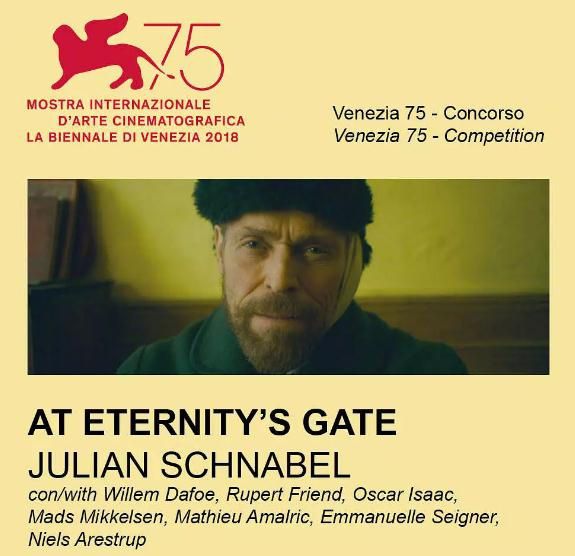 75
MOSTRA INTERNAZIONALE
D'ARTE CINEMATOGRAFICA
LA BIENNALE DI VENEZIA 2018
Venezia 75 - Concorso
Venezia 75 - Competition
AT ETERNITY'S GATE
JULIAN SCHNABEL
con/with Willem Dafoe, Rupert Friend, Oscar Isaac,
Mads Mikkelsen, Mathieu Amalric, Emmanuelle Seigner,
Niels Arestrup